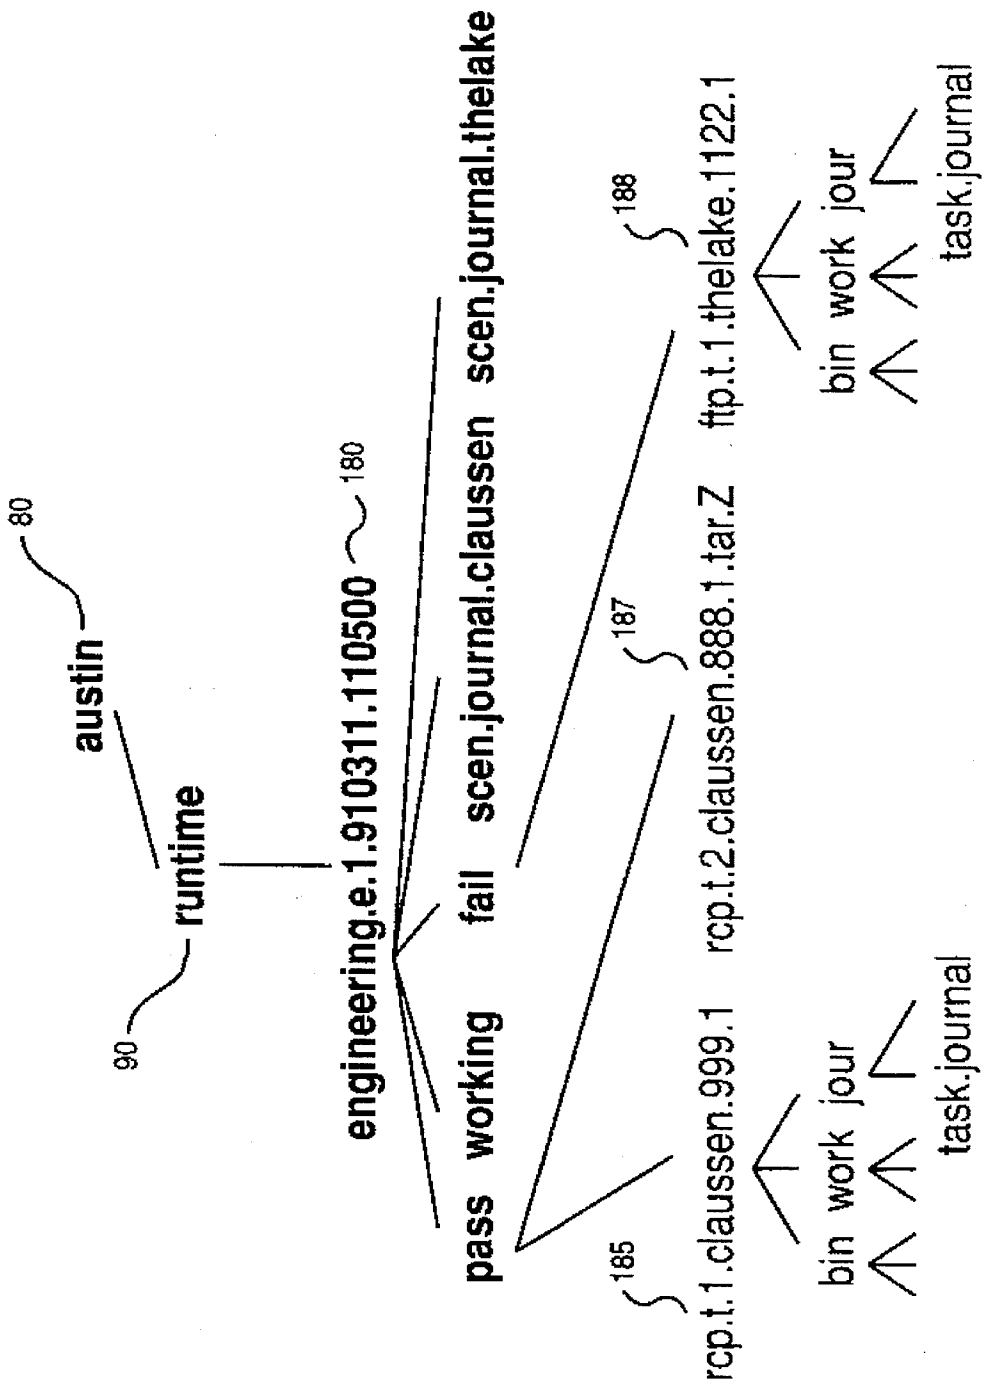 80
austin
90
runtime
engineering.e.1.910311.110500
180
pass working fail scen.journal.claussen scen.journal.thelake
185
187
188
rcp.t.1.claussen.999.1 rcp.t.2.claussen.888.1.tar.Z ftp.t.1.thelake.1122.1
bin work jour bin work jour
task.journal task.journal